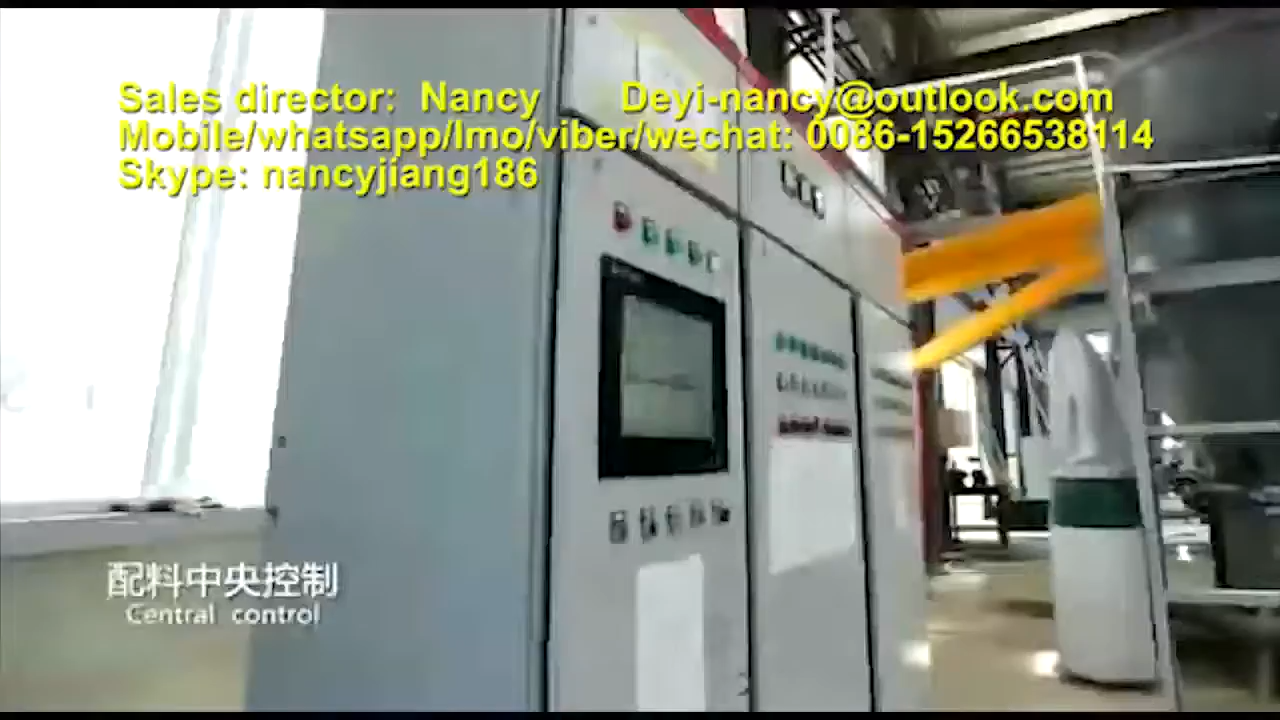 Sales director: Nancy Deyi-nancy@outlook.com
Mobile/whatsapp/Imo/viber/wechat: 0086-15266538114
Skype: nancyjiang186
配料中央控制
Central control